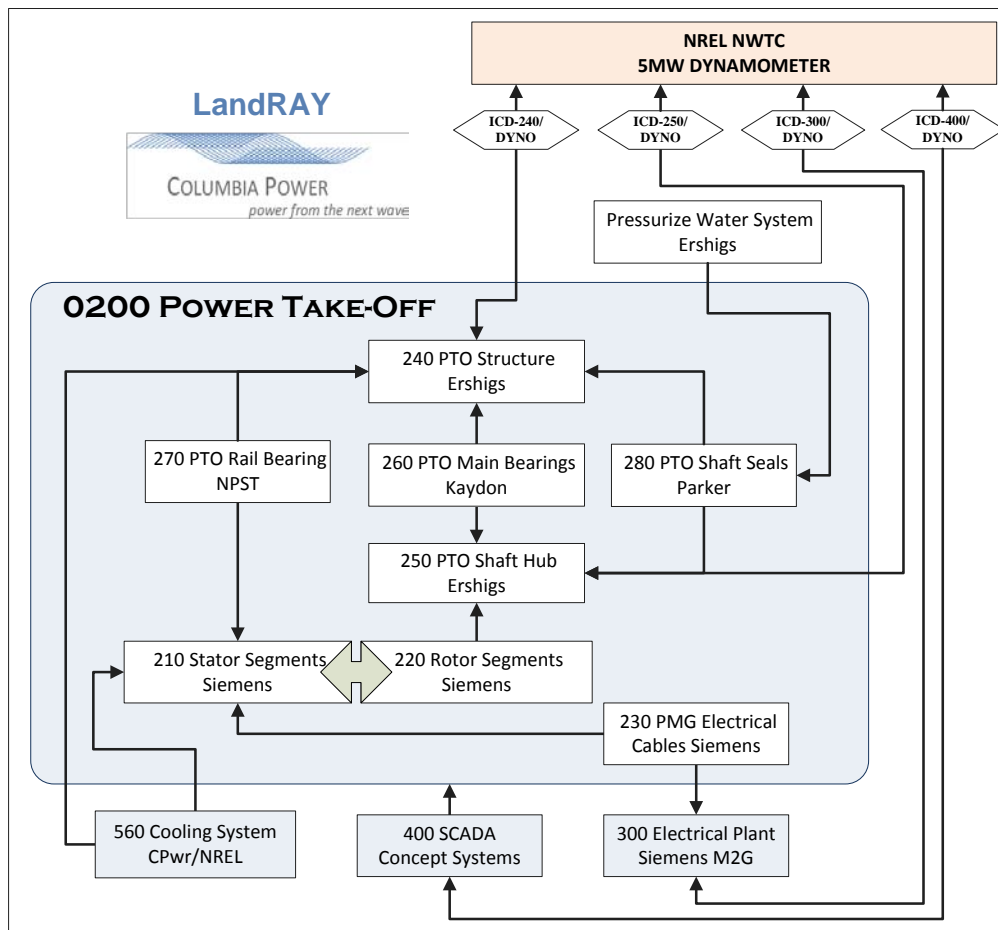 NREL NWTC
5MW DYNAMOMETER
LandRAY
COLUMBIA POWER
power from the next wave
ICD-240/
DYNO
ICD-250/
DYNO
ICD-300/
DYNO
ICD-400/
DYNO
Pressurize Water System
Ershigs
0200 POWER TAKE-OFF
240 PTO Structure
Ershigs
270 PTO Rail Bearing
NPST
260 PTO Main Bearings
Kaydon
280 PTO Shaft Seals
Parker
250 PTO Shaft Hub
Ershigs
210 Stator Segments
Siemens
220 Rotor Segments
Siemens
230 PMG Electrical
Cables Siemens
560 Cooling System
CPwr/NREL
400 SCADA
Concept Systems
300 Electrical Plant
Siemens M2G